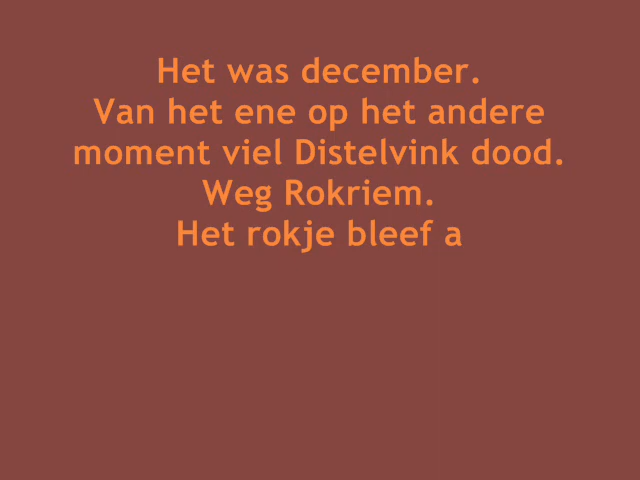 Het was december.
Van het ene op het andere
moment viel Distelvink dood.
Weg Rokriem.
Het rokje bleef a